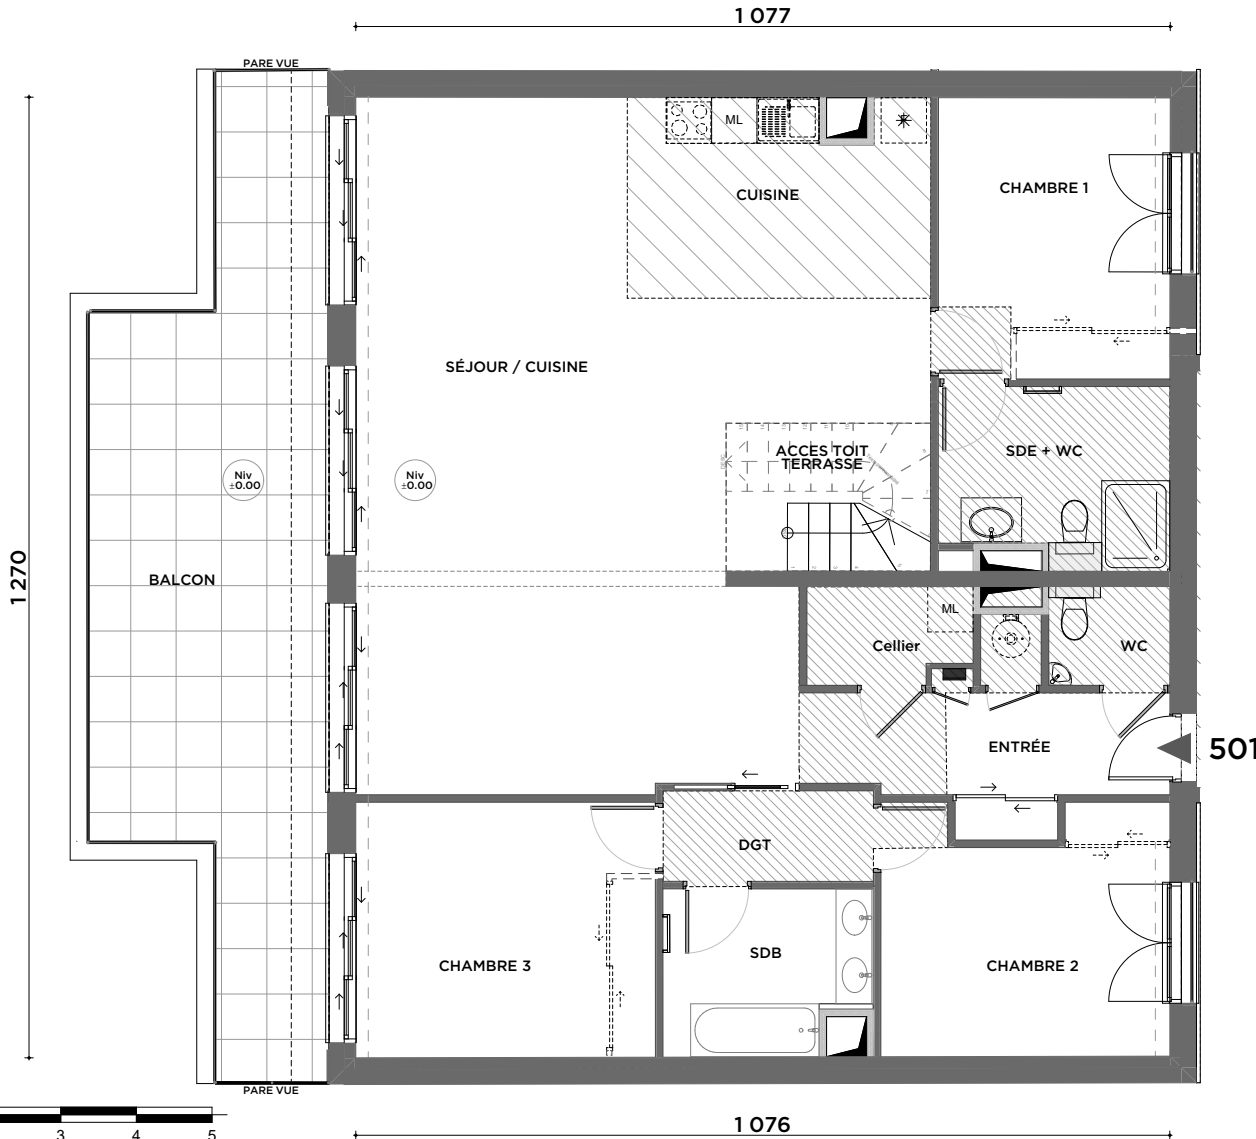 1 077
PARE VUE
ML
CUISINE
CHAMBRE 1
SÉJOUR / CUISINE
ACCES TOIT
TERRASSE
SDE + WC
Niv
±0.00
Niv
±0.00
1 270
BALCON
ML
Cellier
WC
ENTRÉE
501
DGT
SDB
CHAMBRE 3
CHAMBRE 2
PARE VUE
3 4 5
1 076